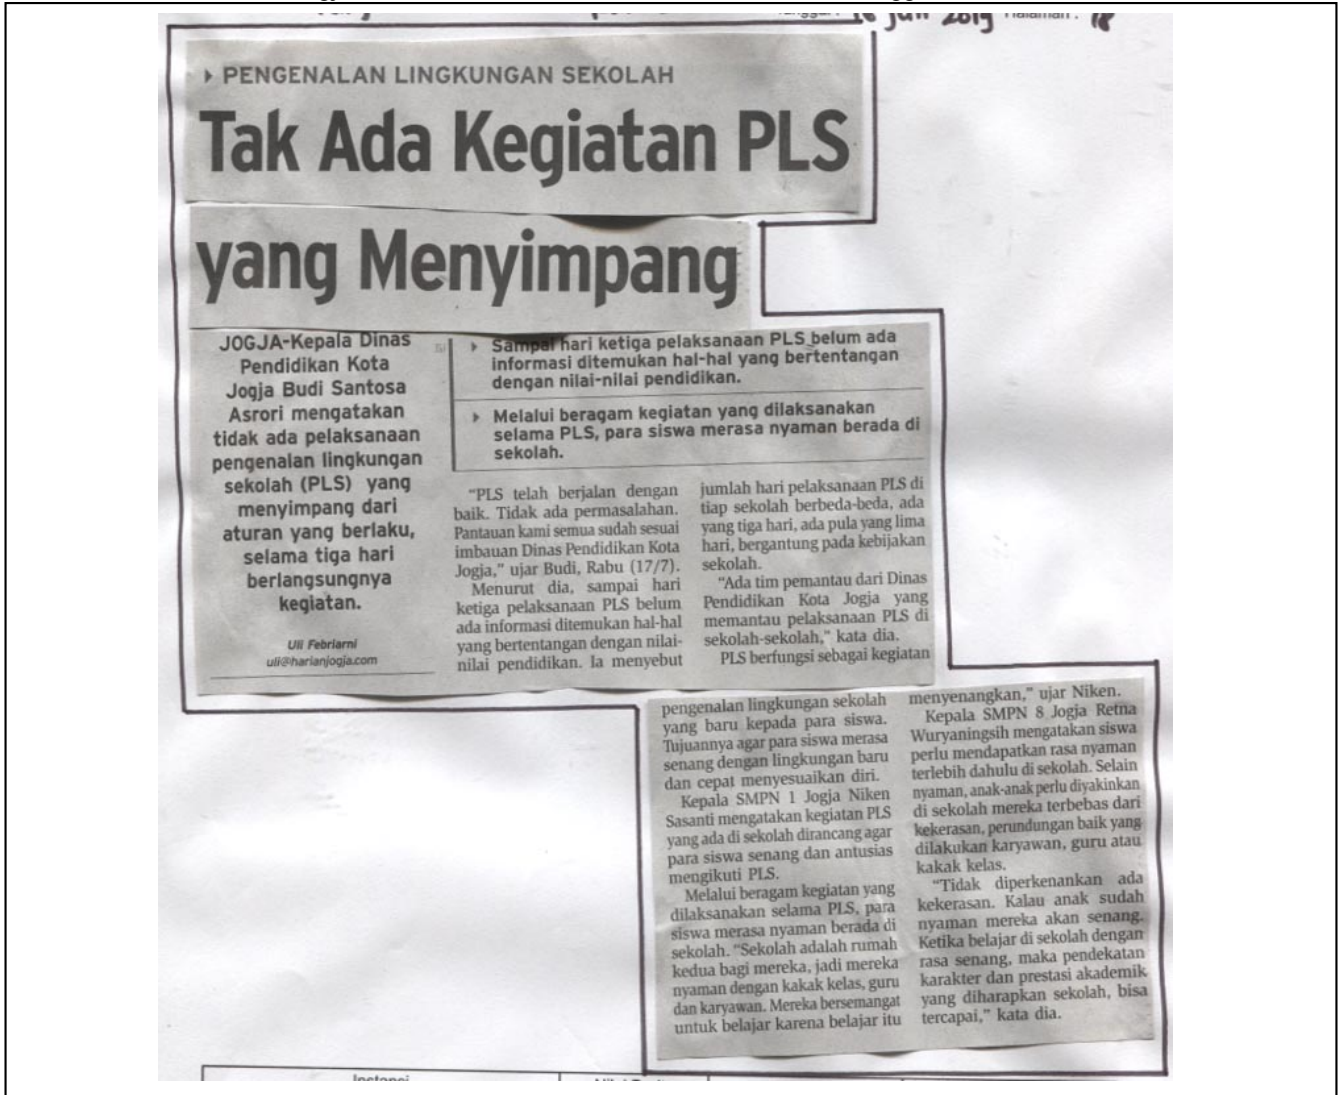 Juli 2019 Halaman : 18
▸ PENGENALAN LINGKUNGAN SEKOLAH
Tak Ada Kegiatan PLS
yang Menyimpang
JOGJA-Kepala Dinas
Pendidikan Kota
Jogja Budi Santosa
Asrori mengatakan
tidak ada pelaksanaan
pengenalan lingkungan
sekolah (PLS) yang
menyimpang dari
aturan yang berlaku,
selama tiga hari
berlangsungnya
kegiatan.
Uli Febriarni
uli@harianjogja.com
▸ Sampai hari ketiga pelaksanaan PLS belum ada
informasi ditemukan hal-hal yang bertentangan
dengan nilai-nilai pendidikan.
▸ Melalui beragam kegiatan yang dilaksanakan
selama PLS, para siswa merasa nyaman berada di
sekolah.
"PLS telah berjalan dengan
baik. Tidak ada permasalahan.
Pantauan kami semua sudah sesuai
imbauan Dinas Pendidikan Kota
Jogja," ujar Budi, Rabu (17/7).
Menurut dia, sampai hari
ketiga pelaksanaan PLS belum
ada informasi ditemukan hal-hal
yang bertentangan dengan nilai-
nilai pendidikan. Ia menyebut
jumlah hari pelaksanaan PLS di
tiap sekolah berbeda-beda, ada
yang tiga hari, ada pula yang lima
hari, bergantung pada kebijakan
sekolah.
"Ada tim pemantau dari Dinas
Pendidikan Kota Jogja yang
memantau pelaksanaan PLS di
sekolah-sekolah," kata dia.
PLS berfungsi sebagai kegiatan
pengenalan lingkungan sekolah
yang baru kepada para siswa.
Tujuannya agar para siswa merasa
senang dengan lingkungan baru
dan cepat menyesuaikan diri.
Kepala SMPN 1 Jogja Niken
Sasanti mengatakan kegiatan PLS
yang ada di sekolah dirancang agar
para siswa senang dan antusias
mengikuti PLS.
Melalui beragam kegiatan yang
dilaksanakan selama PLS, para
siswa merasa nyaman berada di
sekolah. "Sekolah adalah rumah
kedua bagi mereka, jadi mereka
nyaman dengan kakak kelas, guru
dan karyawan. Mereka bersemangat
untuk belajar karena belajar itu
menyenangkan," ujar Niken.
Kepala SMPN 8 Jogja Retna
Wuryaningsih mengatakan siswa
perlu mendapatkan rasa nyaman
terlebih dahulu di sekolah. Selain
nyaman, anak-anak perlu diyakinkan
di sekolah mereka terbebas dari
kekerasan, perundungan baik yang
dilakukan karyawan, guru atau
kakak kelas.
"Tidak diperkenankan ada
kekerasan. Kalau anak sudah
nyaman mereka akan senang.
Ketika belajar di sekolah dengan
rasa senang, maka pendekatan
karakter dan prestasi akademik
yang diharapkan sekolah, bisa
tercapai," kata dia.
Instansi